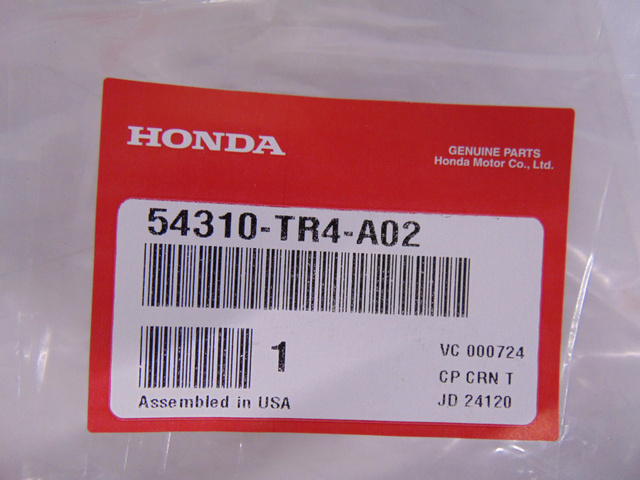 HONDA
GENUINE PARTS
Honda Motor Co., Ltd.
54310-TR4-A02
1
VC 000724
CP CRN T
Assembled in USA
JD 24120